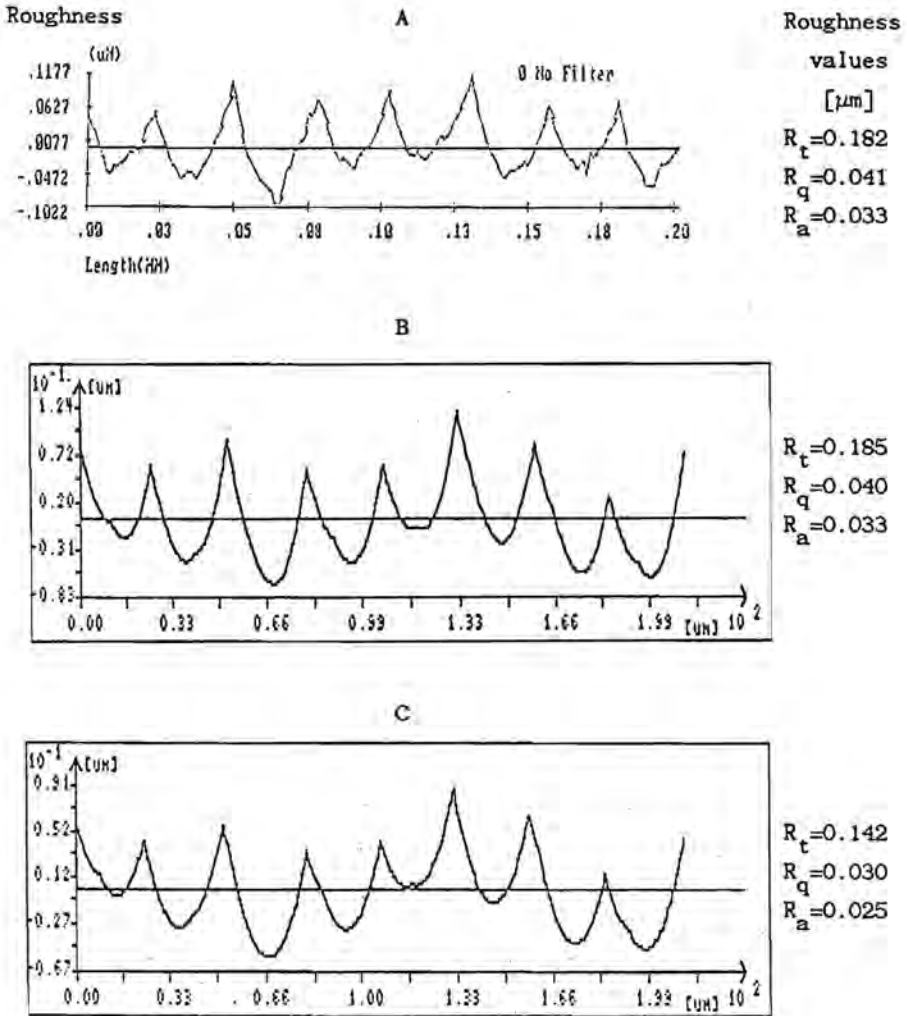 Roughness
A
Roughness
values
[μm]
(uM)
.1177
.0627
.0077
-.0472
-.1022
0 No Filter
.00 .03 .05 .08 .10 .13 .15 .18 .20
Length(MM)
R_t=0.182
R_q=0.041
R_a=0.033
B
10⁻¹ [UM]
1.24
0.72
0.20
-0.31
-0.83
0.00 0.33 0.66 0.99 1.33 1.66 1.99 [UM] 10²
R_t=0.185
R_q=0.040
R_a=0.033
C
10⁻¹ [UM]
0.91
0.52
0.12
-0.27
-0.67
0.00 0.33 0.66 1.00 1.33 1.66 1.99 [UM] 10²
R_t=0.142
R_q=0.030
R_a=0.025